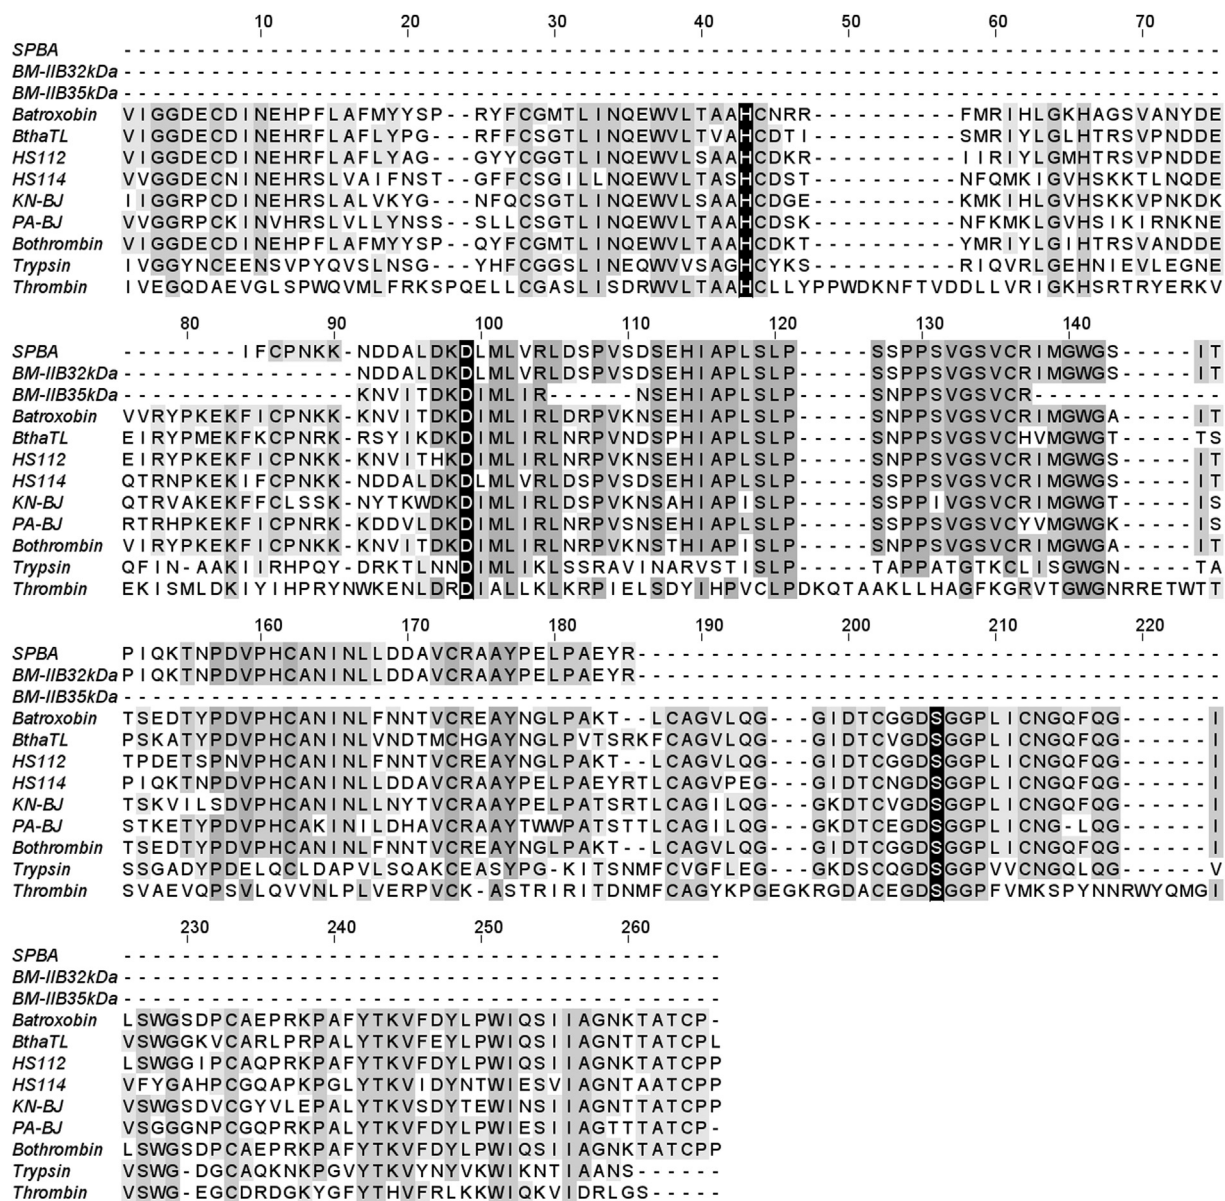 10 20 30 40 50 60 70
SPBA - - - - - - - - - - - - - - - - - - - - - - - - - - - - - - - - - - - - - - - - - - - - - - - - - - - - - - - - - - - - - - - - - - - - - - - - - - -
BM-IIB32kDa - - - - - - - - - - - - - - - - - - - - - - - - - - - - - - - - - - - - - - - - - - - - - - - - - - - - - - - - - - - - - - - - - - - - - - - - - - -
BM-IIB35kDa - - - - - - - - - - - - - - - - - - - - - - - - - - - - - - - - - - - - - - - - - - - - - - - - - - - - - - - - - - - - - - - - - - - - - - - - - - -
Batroxobin VIGGDECDINEHPFLAFMYYSP--RYFCGMTLINQEWVLTAAHCNRR----------FMRIHLGKHAGSVANYDE
BthaTL VIGGDECDINEHRFLAFLYPG---RFFCSGTLINQEWVLTVAHCDTI----------SMRIYLGLHTRSVPNDDE
HS112 VIGGDECDINEHRFLAFLYAG---GYYCGGTLINQEWVLSAAHCDKR----------IIRIYLGMHTRSVPNDDE
HS114 VVGGDECNINEHRSLVAIFNST--GFFCSGILLNQEWVLTASHCDST----------NFQMKIGVHSKKTLNQDE
KN-BJ IIGGRPCDINEHRSLALVKYG---NFQCSGTLINQEWVLSAAHCDGE----------KMKIHLGVHSKKVPNKDK
PA-BJ VVGGRPCKINVHRSLVLLYNSS--SLLCSGTLINQEWVLTAAHCDSK----------NFKMKLGVHSIKIRNKNE
Bothrombin VIGGDECDINEHPFLAFMYYSP--QYFCGMTLINQEWVLTAAHCDKT----------YMRIYLGIHTRSVANDDE
Trypsin IVGGYNCEENSVPYQVSLNSG---YHFCGGSLINEQWVVSAGHCYKS----------RIQVRLGEHNIEVLEGNE
Thrombin IVEGQDAEVGLSPWQVMLFRKSPQELLCGASLISDRWVLTAAHCLLYPPWDKNFTVDDLLVRIGKHSRTRYERKV
80 90 100 110 120 130 140
SPBA --------IFCPNKK-NDDALDKDLMLVRLDSPVSDSEHIAPLSLP-----SSPPSVGSVCRIMGWGS-----IT
BM-IIB32kDa ----------------NDDALDKDLMLVRLDSPVSDSEHIAPLSLP-----SSPPSVGSVCRIMGWGS-----IT
BM-IIB35kDa ----------------KNVITDKDIMLIR------NSEHIAPLSLP-----SNPPSVGSVCR-------------
Batroxobin VVRYPKEKFICPNKK-KNVITDKDIMLIRLDRPVKNSEHIAPLSLP-----SNPPSVGSVCRIMGWGA-----IT
BthaTL EIRYPMEKFKCPNRK-RSYIKDKDIMLIRLNRPVNDSPHIAPLSLP-----SNPPSVGSVCHVMGWGT-----TS
HS112 EIRYPKEKFICPNKK-KNVITHKDIMLIRLNRPVKNSEHIAPLSLP-----SNPPSVGSVCRIMGWGS-----IT
HS114 QTRNPKEKIFCPNKK-NDDALDKDLMLVRLDSPVSDSEHIAPLSLP-----SSPPSVGSVCRIMGWGS-----IT
KN-BJ QTRVAKEKFFCLSSK-NYTKWDKDIMLIRLDSPVKNSAHIAPISLP-----SSPPIVGSVCRIMGWGT-----IS
PA-BJ RTRHPKEKFICPNRK-KDDVLDKDIMLIRLNRPVSNSEHIAPLSLP-----SSPPSVGSVCYVMGWGK-----IS
Bothrombin VIRYPKEKFICPNKK-KNVITDKDIMLIRLNRPVKNSTHIAPISLP-----SNPPSVGSVCRIMGWGA-----IT
Trypsin QFIN-AAKIIRHPQY-DRKTLNNDIMLIKLSSRAVINARVSTISLP-----TAPPATGTKCLISGWGN-----TA
Thrombin EKISMLDKIYIHPRYNWKENLDRDIALLKLKRPIELSDYIHPVCLPDKQTAAKLLHAGFKGRVTGWGNRRETWTT
160 170 180 190 200 210 220
SPBA PIQKTNPDVPHCANINLLDDAVCRAAYPELPAEYR----------------------------------------
BM-IIB32kDa PIQKTNPDVPHCANINLLDDAVCRAAYPELPAEYR----------------------------------------
BM-IIB35kDa - - - - - - - - - - - - - - - - - - - - - - - - - - - - - - - - - - - - - - - - - - - - - - - - - - - - - - - - - - - - - - - - - - - - - - - - - - -
Batroxobin TSEDTYPDVPHCANINLFNNTVCREAYNGLPAKT--LCAGVLQG---GIDTCGGDSGGPLICNGQFQG------I
BthaTL PSKATYPDVPHCANINLVNDTMCHGAYNGLPVTSRKFCAGVLQG---GIDTCVGDSGGPLICNGQFQG------I
HS112 TPDETSPNVPHCANINLFNNTVCREAYNGLPAKT--LCAGVLQG---GIDTCGGDSGGPLICNGQFQG------I
HS114 PIQKTNPDVPHCANINLLDDAVCRAAYPELPAEYRTLCAGVPEG---GIDTCNGDSGGPLICNGQFQG------I
KN-BJ TSKVILSDVPHCANINLLNYTVCRAAYPELPATSRTLCAGILQG---GKDTCVGDSGGPLICNGQFQG------I
PA-BJ STKETYPDVPHCAKINILDHAVCRAAYTWWPATSTTLCAGILQG---GKDTCEGDSGGPLICNG-LQG------I
Bothrombin TSEDTYPDVPHCANINLFNNTVCREAYNGLPAKT--LCAGVLQG---GIDTCGGDSGGPLICNGQFQG------I
Trypsin SSGADYPDELQCLDAPVLSQAKCEASYPG-KITSNMFCVGFLEG---GKDSCQGDSGGPVVCNGQLQG------V
Thrombin SVAEVQPSVLQVVNLPLVERPVCK-ASTRIRITDNMFCAGYKPGEGKRGDACEGDSGGPFVMKSPYNNRWYQMGI
230 240 250 260
SPBA - - - - - - - - - - - - - - - - - - - - - - - - - - - - - - - - - - - - - - - - -
BM-IIB32kDa - - - - - - - - - - - - - - - - - - - - - - - - - - - - - - - - - - - - - - - - -
BM-IIB35kDa - - - - - - - - - - - - - - - - - - - - - - - - - - - - - - - - - - - - - - - - -
Batroxobin LSWGSDPCAEPRKPAFYTKVFDYLPWIQSIIAGNKTATCP-
BthaTL VSWGGKVCARLPRPALYTKVFEYLPWIQSIIAGNTTATCPL
HS112 LSWGGIPCAQPRKPAFYTKVFDYLPWIQSIIAGNKTATCPP
HS114 VFYGAHPCGQAPKPGLYTKVIDYNTWIESVIAGNTAATCPP
KN-BJ VSWGSDVCGYVLEPALYTKVSDYTEWINSIIAGNTTATCPP
PA-BJ VSGGGNPCGQPRKPALYTKVFDYLPWIESIIAGTTTATCP-
Bothrombin LSWGSDPCAEPRKPAFYTKVFDYLPWIQSIIAGNKTATCPP
Trypsin VSWG-DGCAQKNKPGVYTKVYNYVKWIKNTIAANS------
Thrombin VSWG-EGCDRDGKYGFYTHVFRLKKWIQKVIDRLGS-----